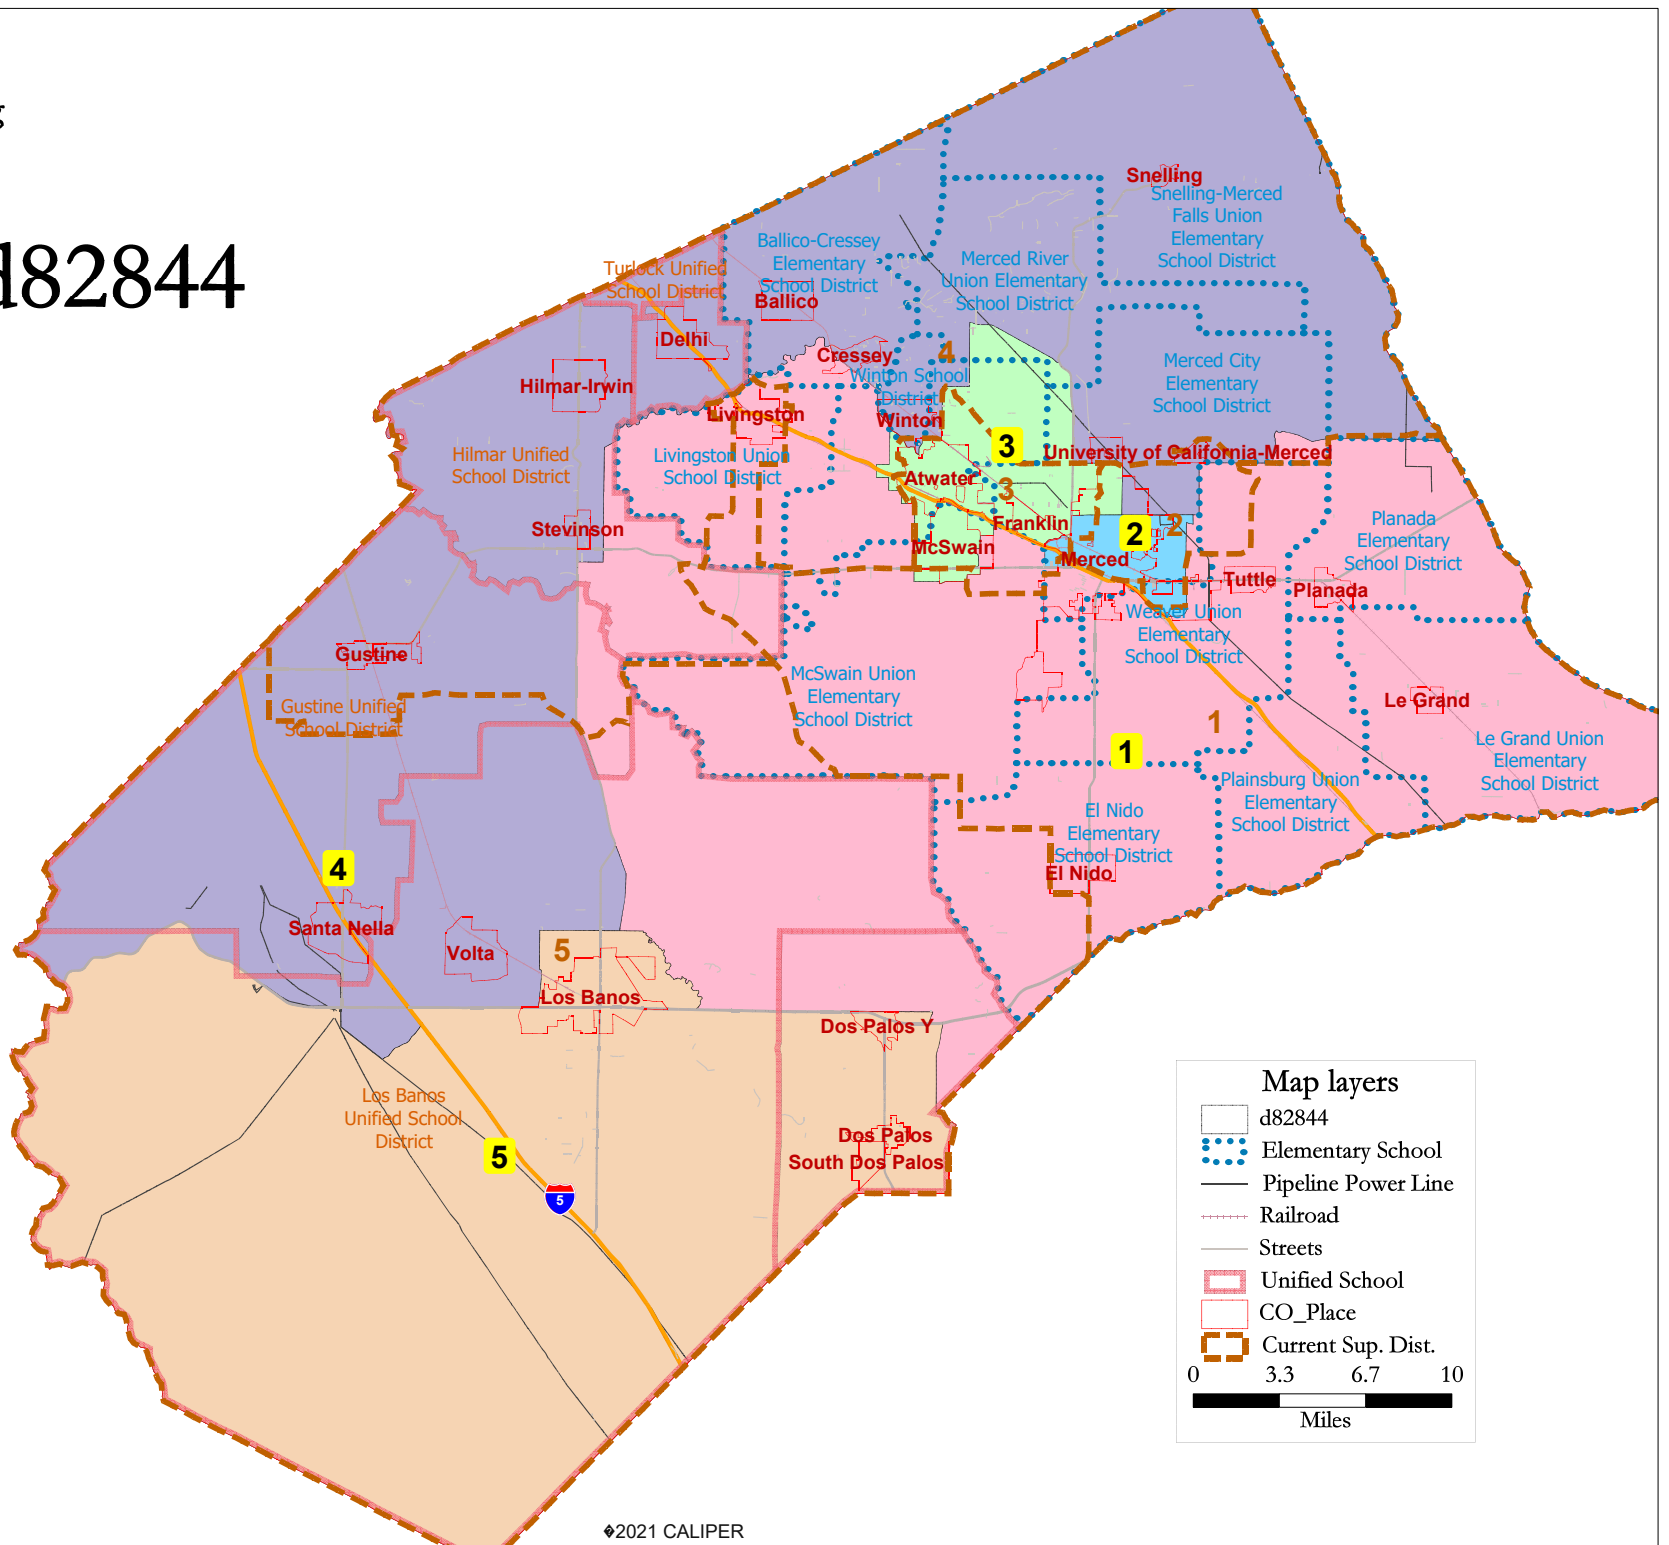 d82844
Snelling
Snelling-Merced
Falls Union
Elementary
School District
Ballico-Cressey
Elementary
School District
Merced River
Union Elementary
School District
Turlock Unified
School District
Ballico
Delhi
4
Cressey
Merced City
Elementary
School District
Winton School
District
Hilmar-Irwin
Livingston
Winton
3
University of California-Merced
Hilmar Unified
School District
Livingston Union
School District
Atwater
3
Planada
Elementary
School District
Stevinson
Franklin
2
2
McSwain
Merced
Tuttle
Planada
Weaver Union
Elementary
School District
Gustine
McSwain Union
Elementary
School District
Le Grand
Gustine Unified
School District
1
1
Le Grand Union
Elementary
School District
Plainsburg Union
Elementary
School District
El Nido
Elementary
School District
El Nido
4
Santa Nella
Volta
5
Los Banos
Dos Palos Y
Los Banos
Unified School
District
Dos Palos
South Dos Palos
5
5
Map layers
d82844
Elementary School
Pipeline Power Line
Railroad
Streets
Unified School
CO_Place
Current Sup. Dist.
0 3.3 6.7 10
Miles
�2021 CALIPER